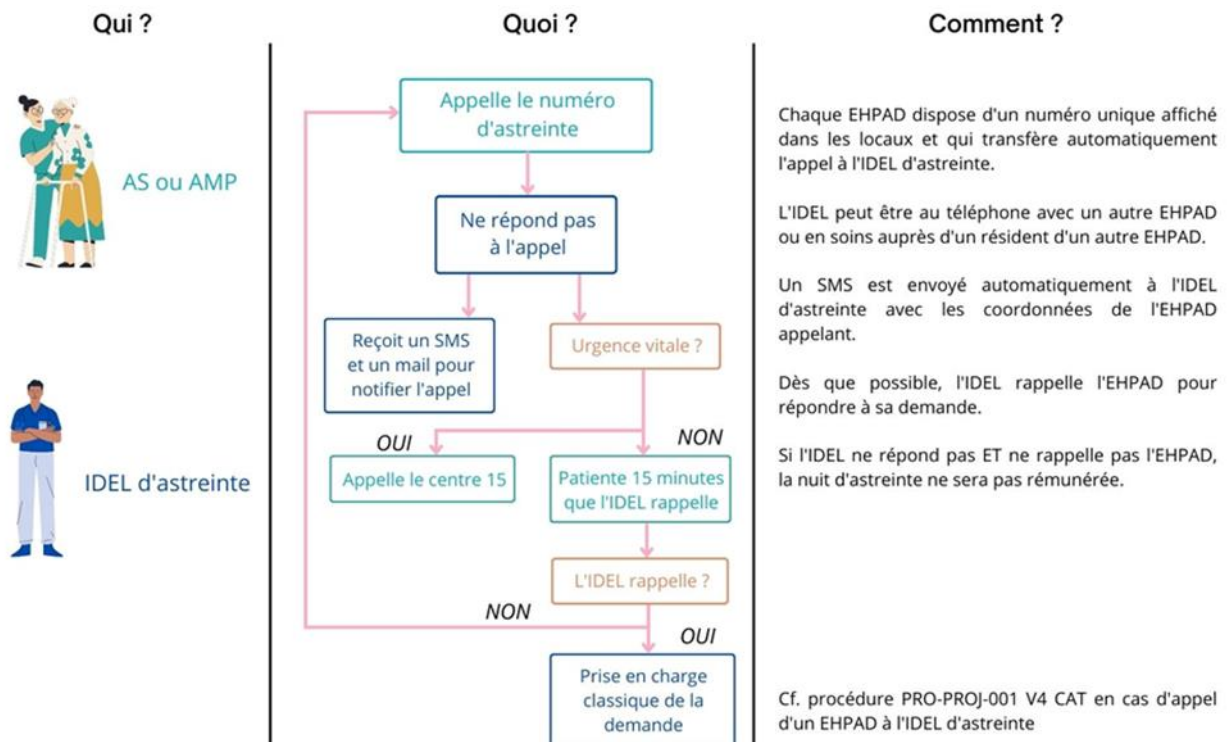 Qui ?
Quoi ?
Comment ?
AS ou AMP
IDEL d'astreinte
Appelle le numéro
d'astreinte
Ne répond pas
à l'appel
Reçoit un SMS
et un mail pour
notifier l'appel
Urgence vitale ?
OUI
NON
Appelle le centre 15
Patiente 15 minutes
que l'IDEL rappelle
L'IDEL rappelle ?
NON
OUI
Prise en charge
classique de la
demande
Chaque EHPAD dispose d'un numéro unique affiché
dans les locaux et qui transfère automatiquement
l'appel à l'IDEL d'astreinte.
L'IDEL peut être au téléphone avec un autre EHPAD
ou en soins auprès d'un résident d'un autre EHPAD.
Un SMS est envoyé automatiquement à l'IDEL
d'astreinte avec les coordonnées de l'EHPAD
appelant.
Dès que possible, l'IDEL rappelle l'EHPAD pour
répondre à sa demande.
Si l'IDEL ne répond pas ET ne rappelle pas l'EHPAD,
la nuit d'astreinte ne sera pas rémunérée.
Cf. procédure PRO-PROJ-001 V4 CAT en cas d'appel
d'un EHPAD à l'IDEL d'astreinte